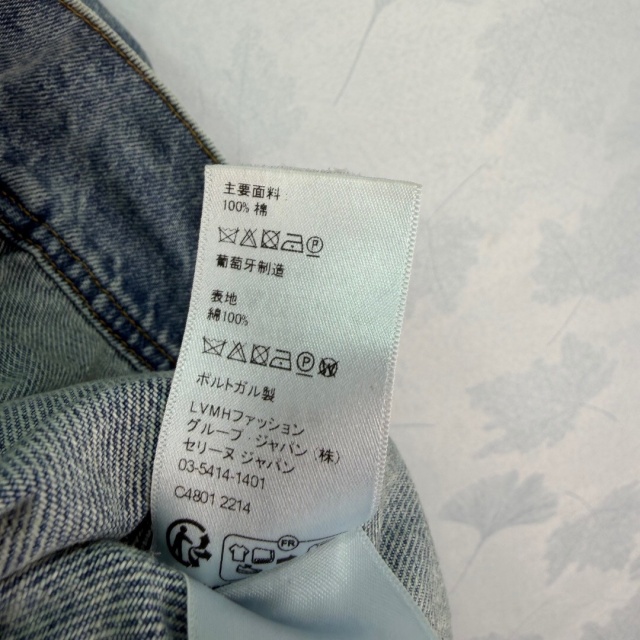 主要面料
100% 棉
P
葡萄牙制造
表地
綿100%
P W
ポルトガル製
LVMHファッション
グループ・ジャパン（株）
セリーヌ ジャパン
03-5414-1401
C4801 2214
FR